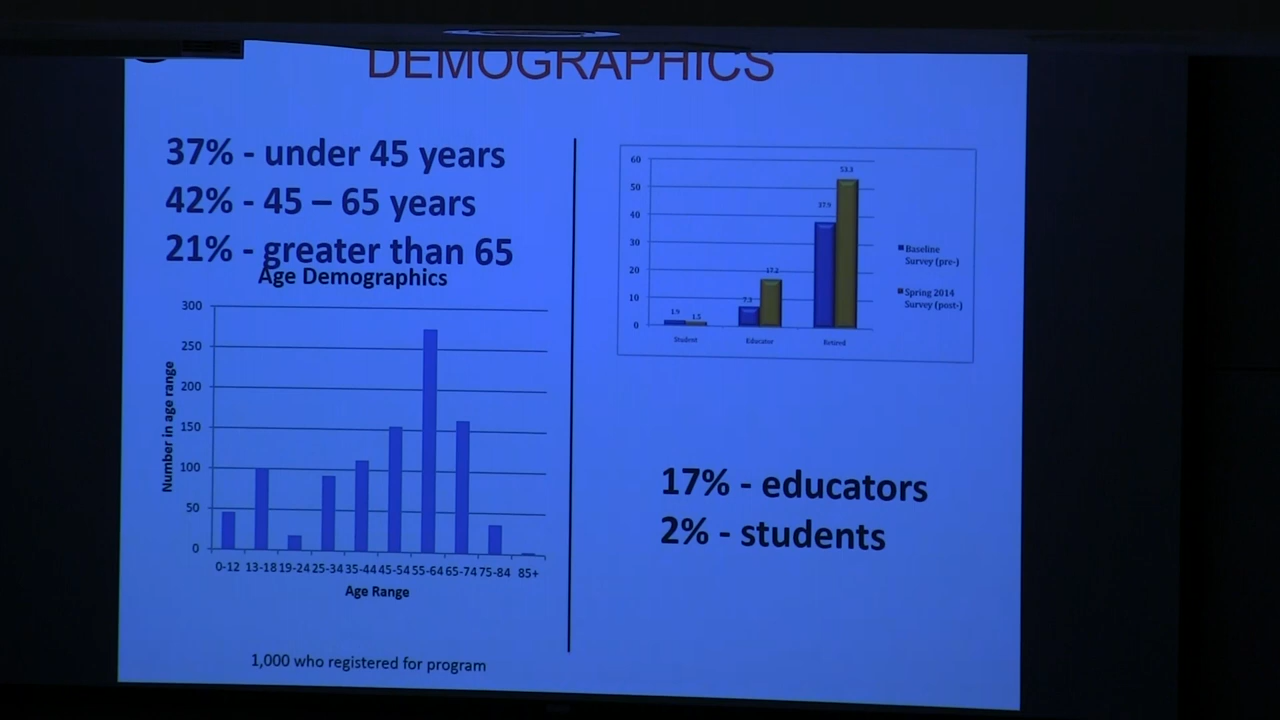 DEMOGRAPHICS
37% - under 45 years
42% - 45 – 65 years
21% - greater than 65
Age Demographics
300
250
200
150
100
50
0
Number in age range
0-12 13-18 19-24 25-34 35-44 45-54 55-64 65-74 75-84 85+
Age Range
1,000 who registered for program
60
50
40
30
20
10
0
1.9
1.5
7.3
17.2
37.9
53.3
Student
Educator
Retired
Baseline
Survey (pre-)
Spring 2014
Survey (post-)
17% - educators
2% - students